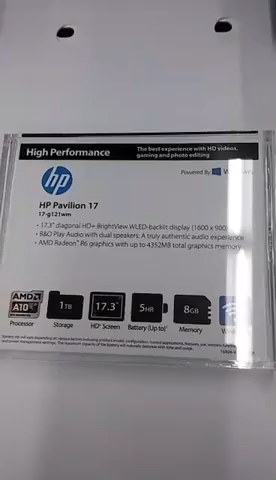 High Performance
The best experience with HD videos,
gaming and photo editing
hp
Powered By Windows
HP Pavilion 17
17-g121wm
• 17.3" diagonal HD+ BrightView WLED-backlit display (1600 x 900)
• B&O Play Audio with dual speakers: A truly authentic audio experience
• AMD Radeon™ R6 graphics with up to 4352MB total graphics memory
AMD
A10
1TB
17.3"
5HR
8GB
Processor
Storage
HD+ Screen
Battery (Up to)
Memory